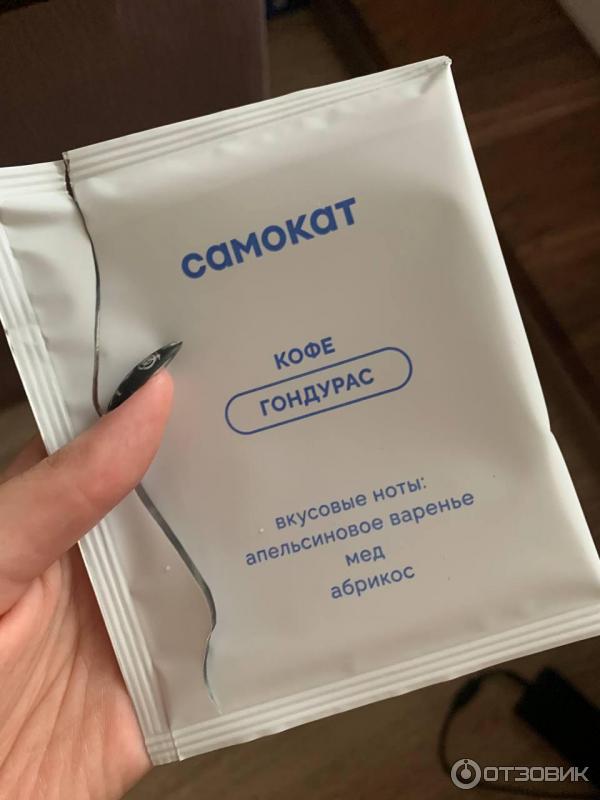 самокат
КОФЕ
ГОНДУРАС
вкусовые ноты:
апельсиновое варенье
мед
абрикос
ОТЗОВИК